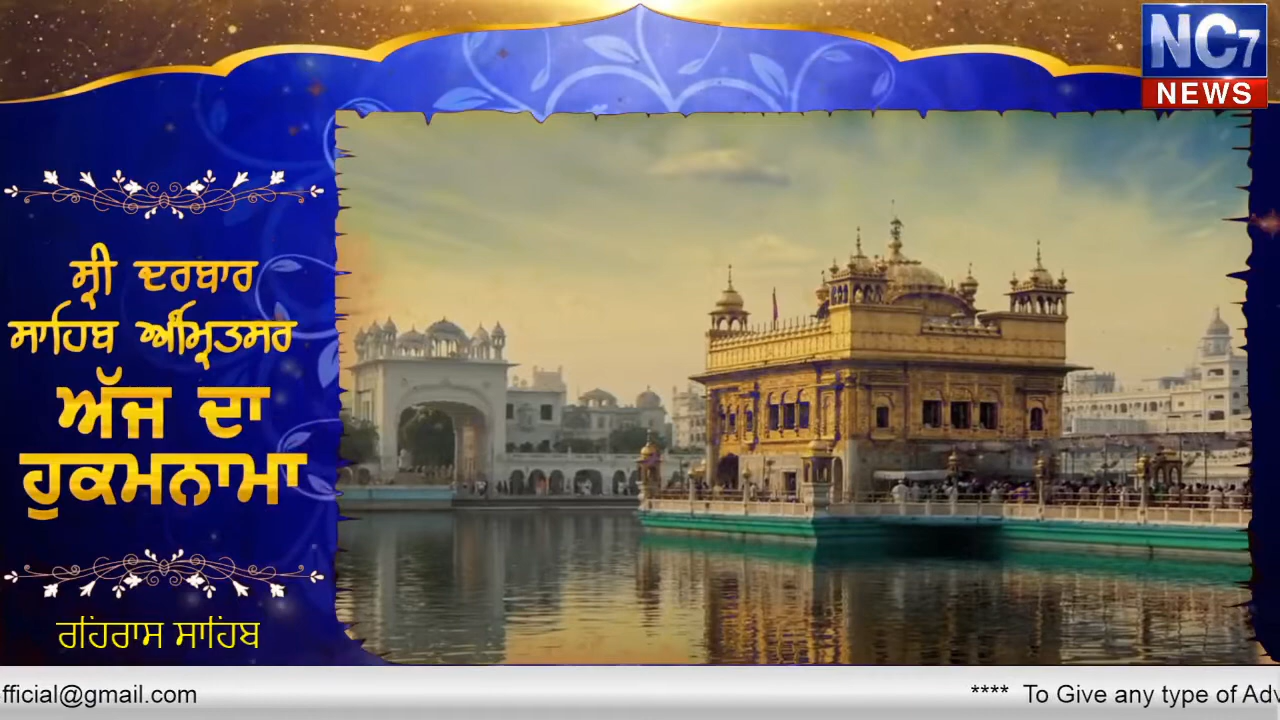 NC7
NEWS
ਸ੍ਰੀ ਦਰਬਾਰ
ਸਾਹਿਬ ਅੰਮ੍ਰਿਤਸਰ
ਅੱਜ ਦਾ
ਹੁਕਮਨਾਮਾ
ਰਹਿਰਾਸ ਸਾਹਿਬ
fficial@gmail.com **** To Give any type of Adv